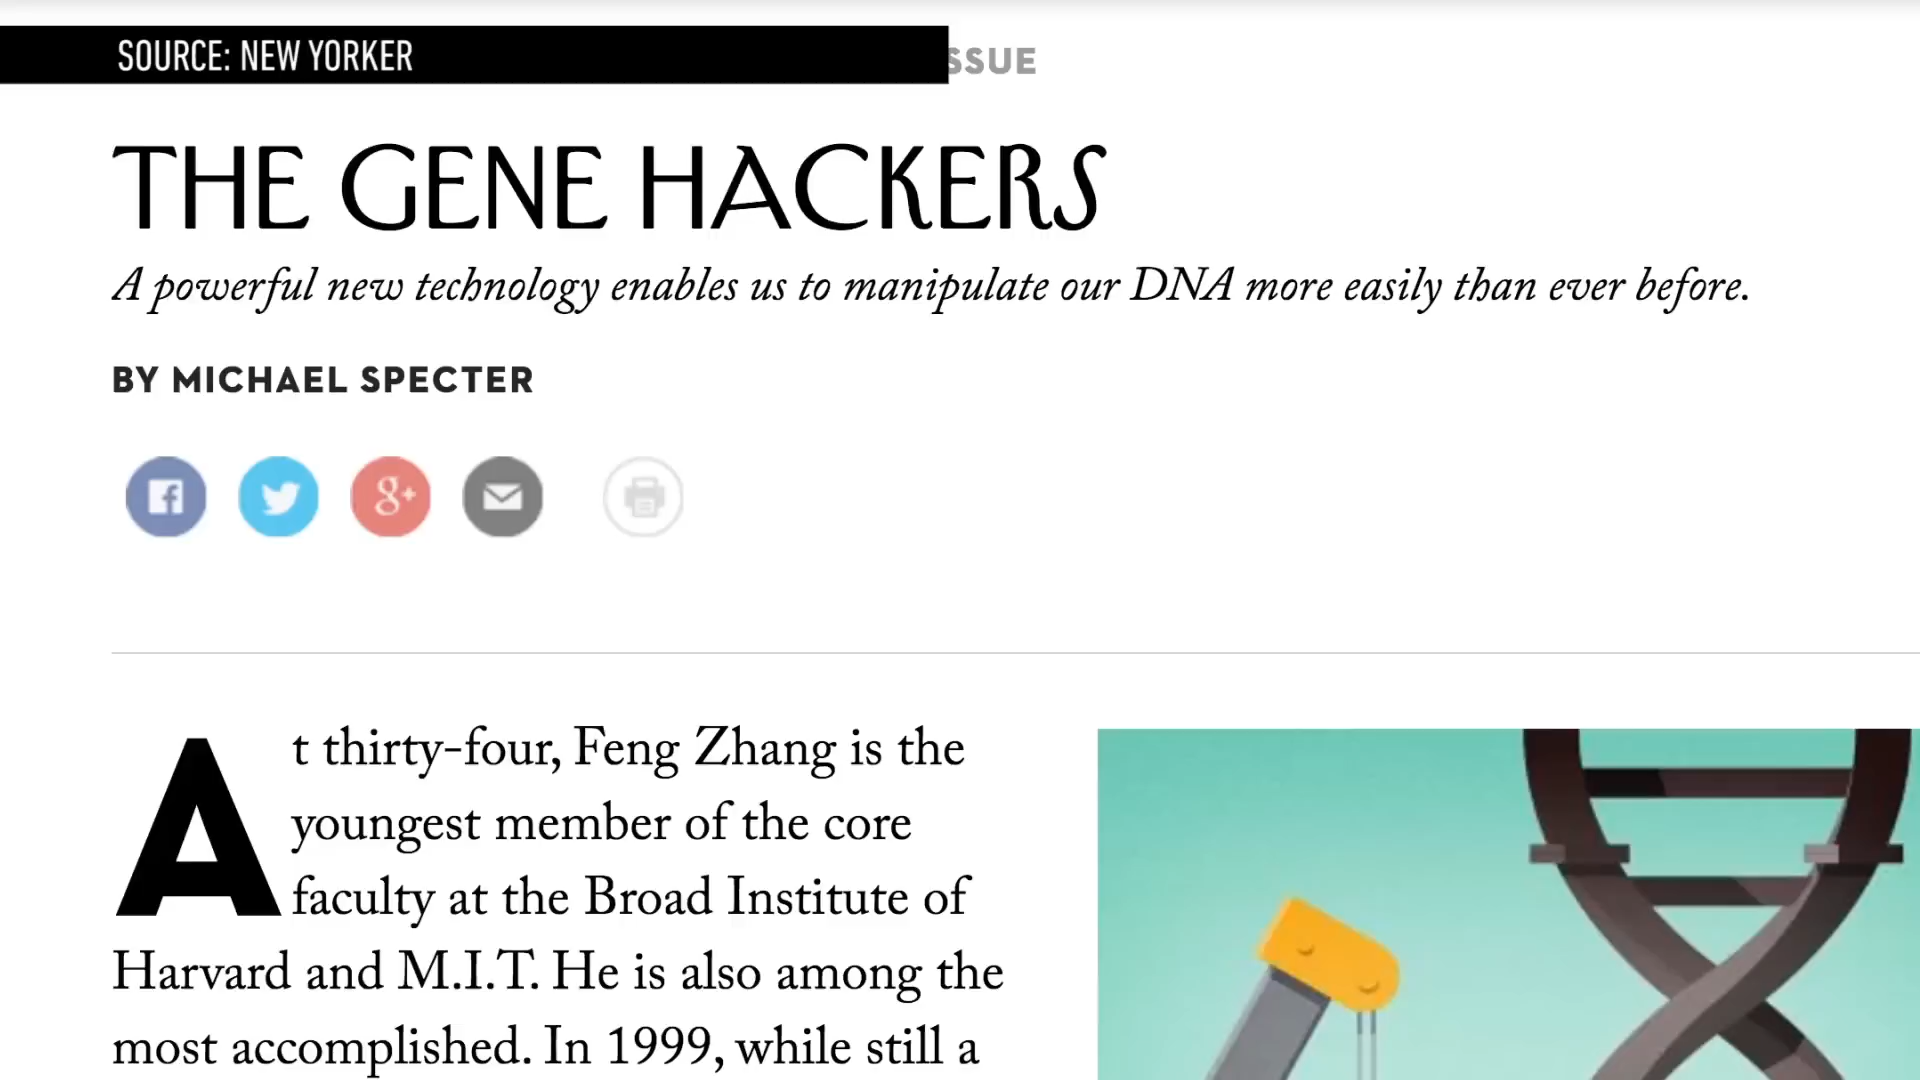 SOURCE: NEW YORKER
SSUE
THE GENE HACKERS
A powerful new technology enables us to manipulate our DNA more easily than ever before.
BY MICHAEL SPECTER
At thirty-four, Feng Zhang is the
youngest member of the core
faculty at the Broad Institute of
Harvard and M.I.T. He is also among the
most accomplished. In 1999, while still a